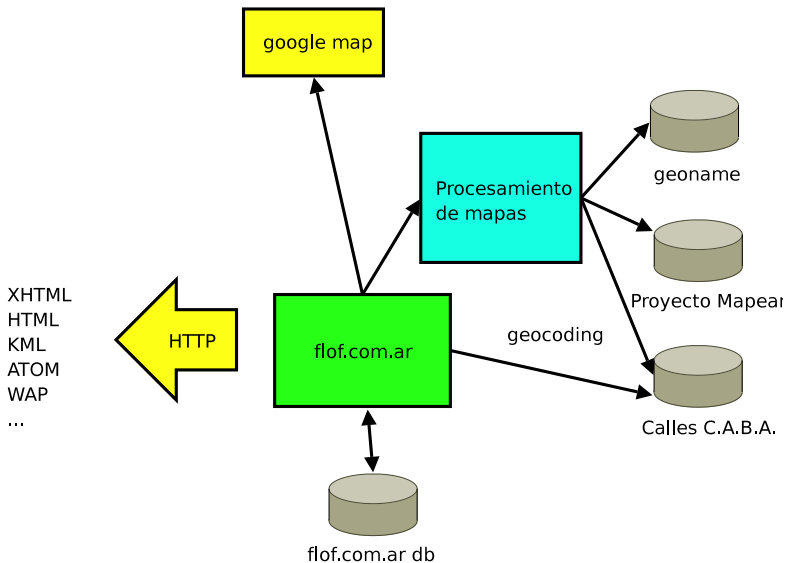 google map
geoname
Procesamiento
de mapas
Proyecto Mapear
XHTML
HTML
KML
ATOM
WAP
...
HTTP
flof.com.ar
geocoding
Calles C.A.B.A.
flof.com.ar db